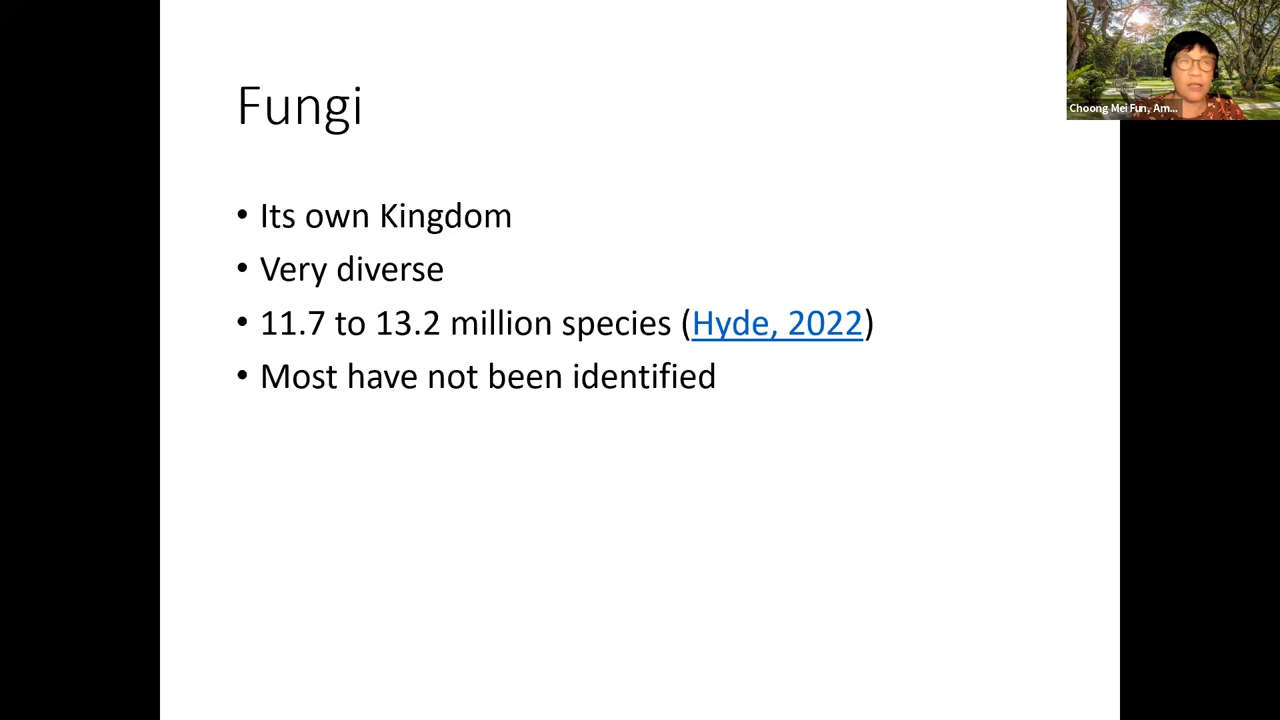 Fungi
• Its own Kingdom
• Very diverse
• 11.7 to 13.2 million species (Hyde, 2022)
• Most have not been identified
Choong Mei Fun, Am...